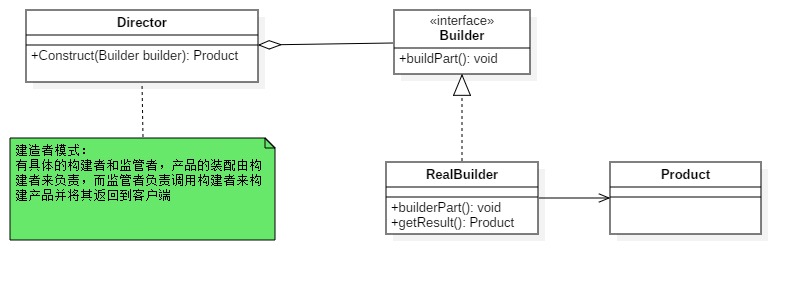 Director
+Construct(Builder builder): Product
«interface»
Builder
+buildPart(): void
建造者模式：
有具体的构建者和监管者，产品的装配由构
建者来负责，而监管者负责调用构建者来构
建产品并将其返回到客户端
RealBuilder
+builderPart(): void
+getResult(): Product
Product